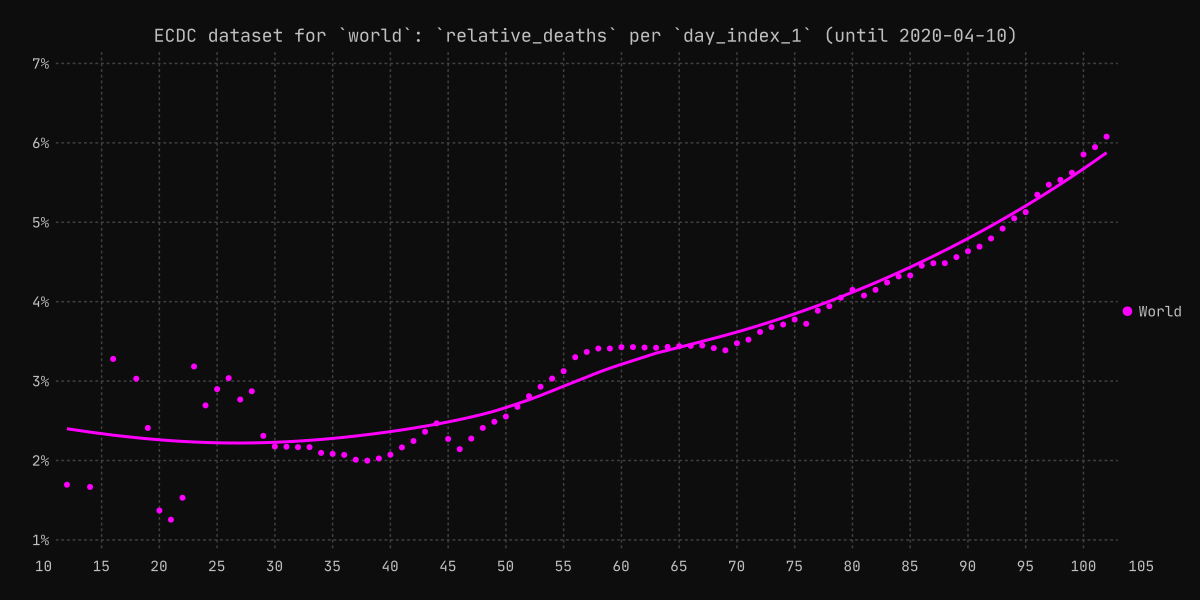 ECDC dataset for `world`: `relative_deaths` per `day_index_1` (until 2020-04-10)
7%
6%
5%
4%
World
3%
2%
1%
10 15 20 25 30 35 40 45 50 55 60 65 70 75 80 85 90 95 100 105